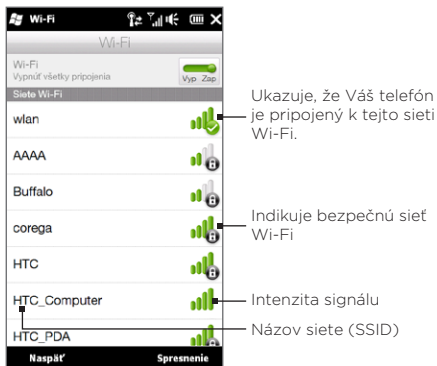 Wi-Fi
Wi-Fi
Wi-Fi
Vypnúť všetky pripojenia
Vyp Zap
Siete Wi-Fi
wlan
AAAA
Buffalo
corega
HTC
HTC_Computer
HTC_PDA
Naspäť Spresnenie
Ukazuje, že Váš telefón
je pripojený k tejto sieti
Wi-Fi.
Indikuje bezpečnú sieť
Wi-Fi
Intenzita signálu
Názov siete (SSID)